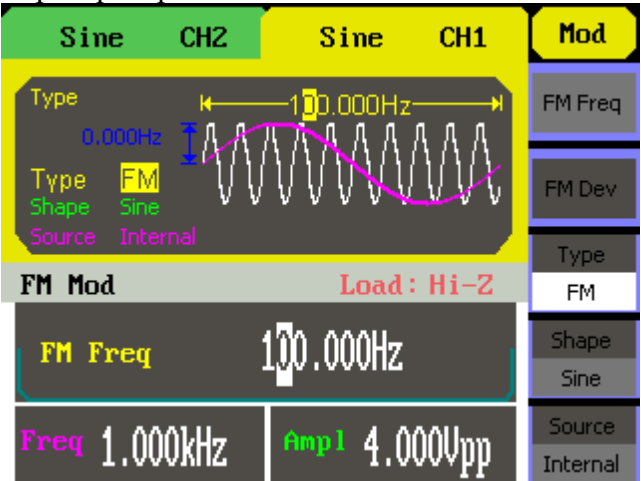 Sine CH2 Sine CH1 Mod
Type 100.000Hz
0.000Hz
Type FM
Shape Sine
Source Internal
FM Freq
FM Dev
Type
FM
Shape
Sine
Source
Internal
FM Mod Load: Hi-Z
FM Freq 100.000Hz
Freq 1.000kHz Ampl 4.000Vpp